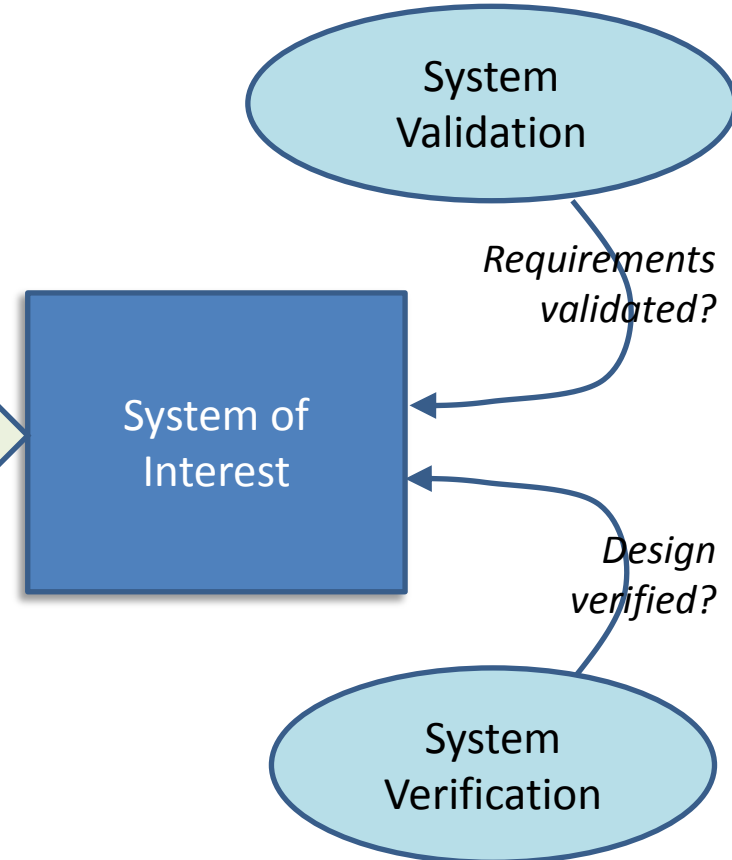 System
Validation
Requirements
validated?
System of
Interest
Design
verified?
System
Verification